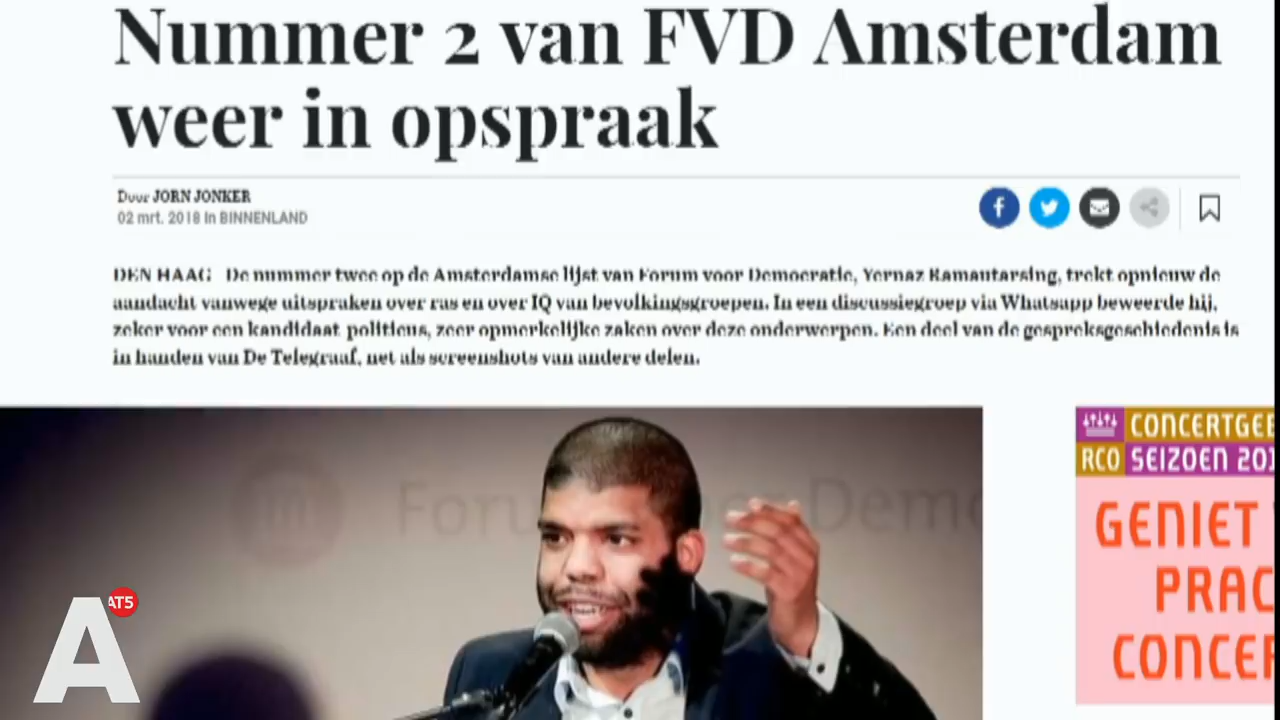 Nummer 2 van FVD Amsterdam
weer in opspraak
Door JORN JONKER
02 mrt. 2018 in BINNENLAND
DEN HAAG De nummer twee op de Amsterdamse lijst van Forum voor Democratie, Yernaz Ramautarsing, trekt opnieuw de
aandacht vanwege uitspraken over ras en over IQ van bevolkingsgroepen. In een discussiegroep via Whatsapp beweerde hij,
zeker voor een kandidaat politicus, zeer opmerkelijke zaken over deze onderwerpen. Een deel van de gespreksgeschiedenis is
in handen van De Telegraaf, net als screenshots van andere delen.
Foru Demo
CONCERTGEB
RCO SEIZOEN 201
GENIET
PRAC
CONCER
A AT5